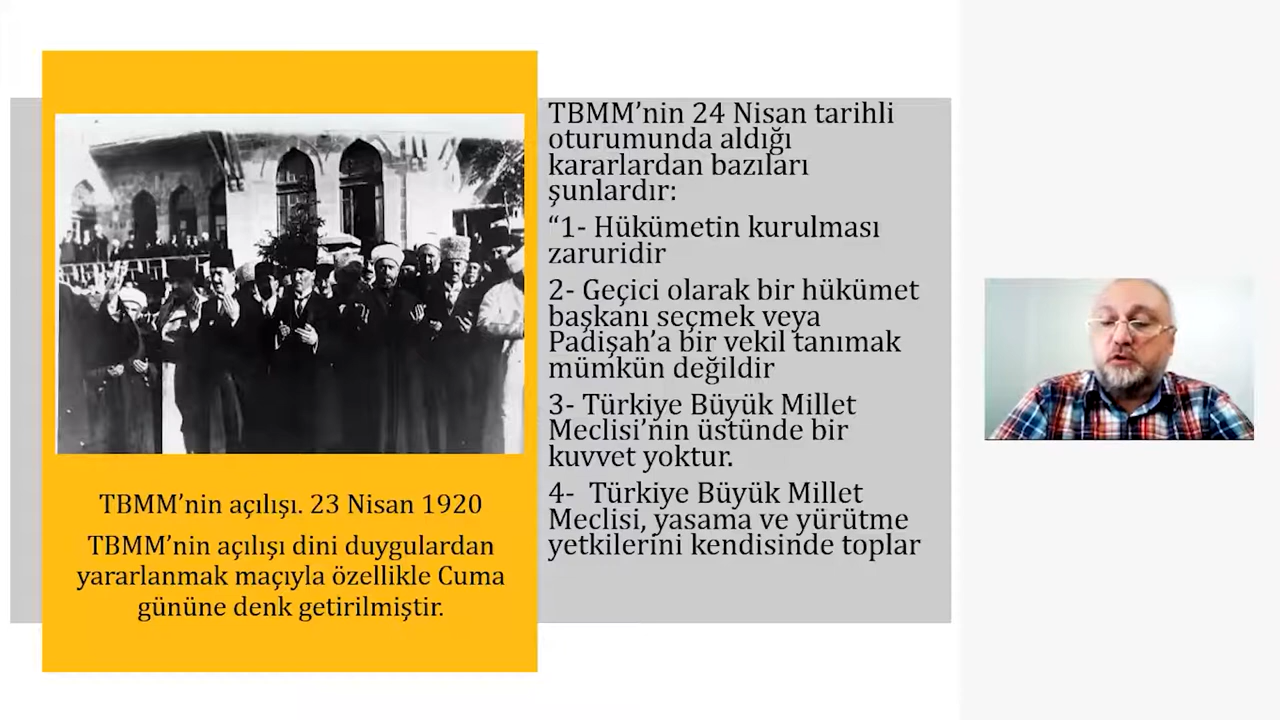 TBMM’nin açılışı. 23 Nisan 1920
TBMM’nin açılışı dini duygulardan
yararlanmak maçıyla özellikle Cuma
gününe denk getirilmiştir.
TBMM’nin 24 Nisan tarihli
oturumunda aldığı
kararlardan bazıları
şunlardır:
“1- Hükümetin kurulması
zaruridir
2- Geçici olarak bir hükümet
başkanı seçmek veya
Padişah’a bir vekil tanımak
mümkün değildir
3- Türkiye Büyük Millet
Meclisi’nin üstünde bir
kuvvet yoktur.
4- Türkiye Büyük Millet
Meclisi, yasama ve yürütme
yetkilerini kendisinde toplar